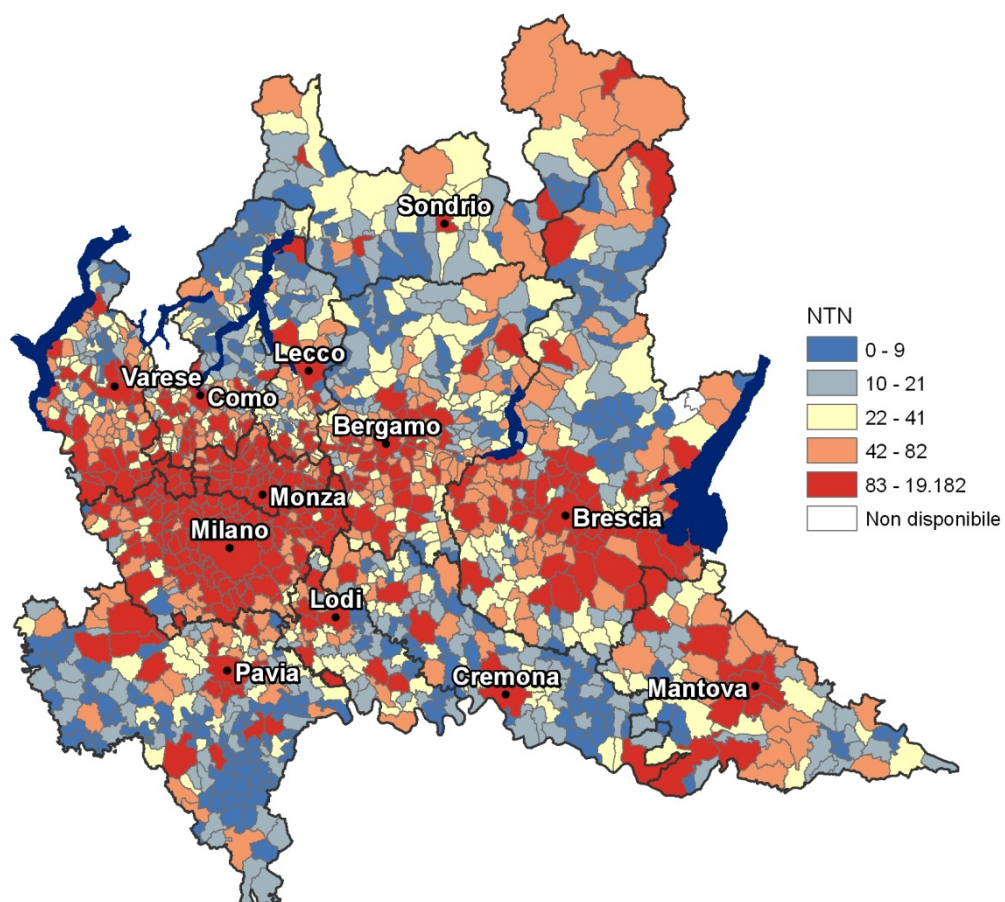 Sondrio
Lecco
Varese
Como
Bergamo
Monza
Brescia
Milano
Lodi
Pavia
Cremona
Mantova
NTN
0 - 9
10 - 21
22 - 41
42 - 82
83 - 19.182
Non disponibile